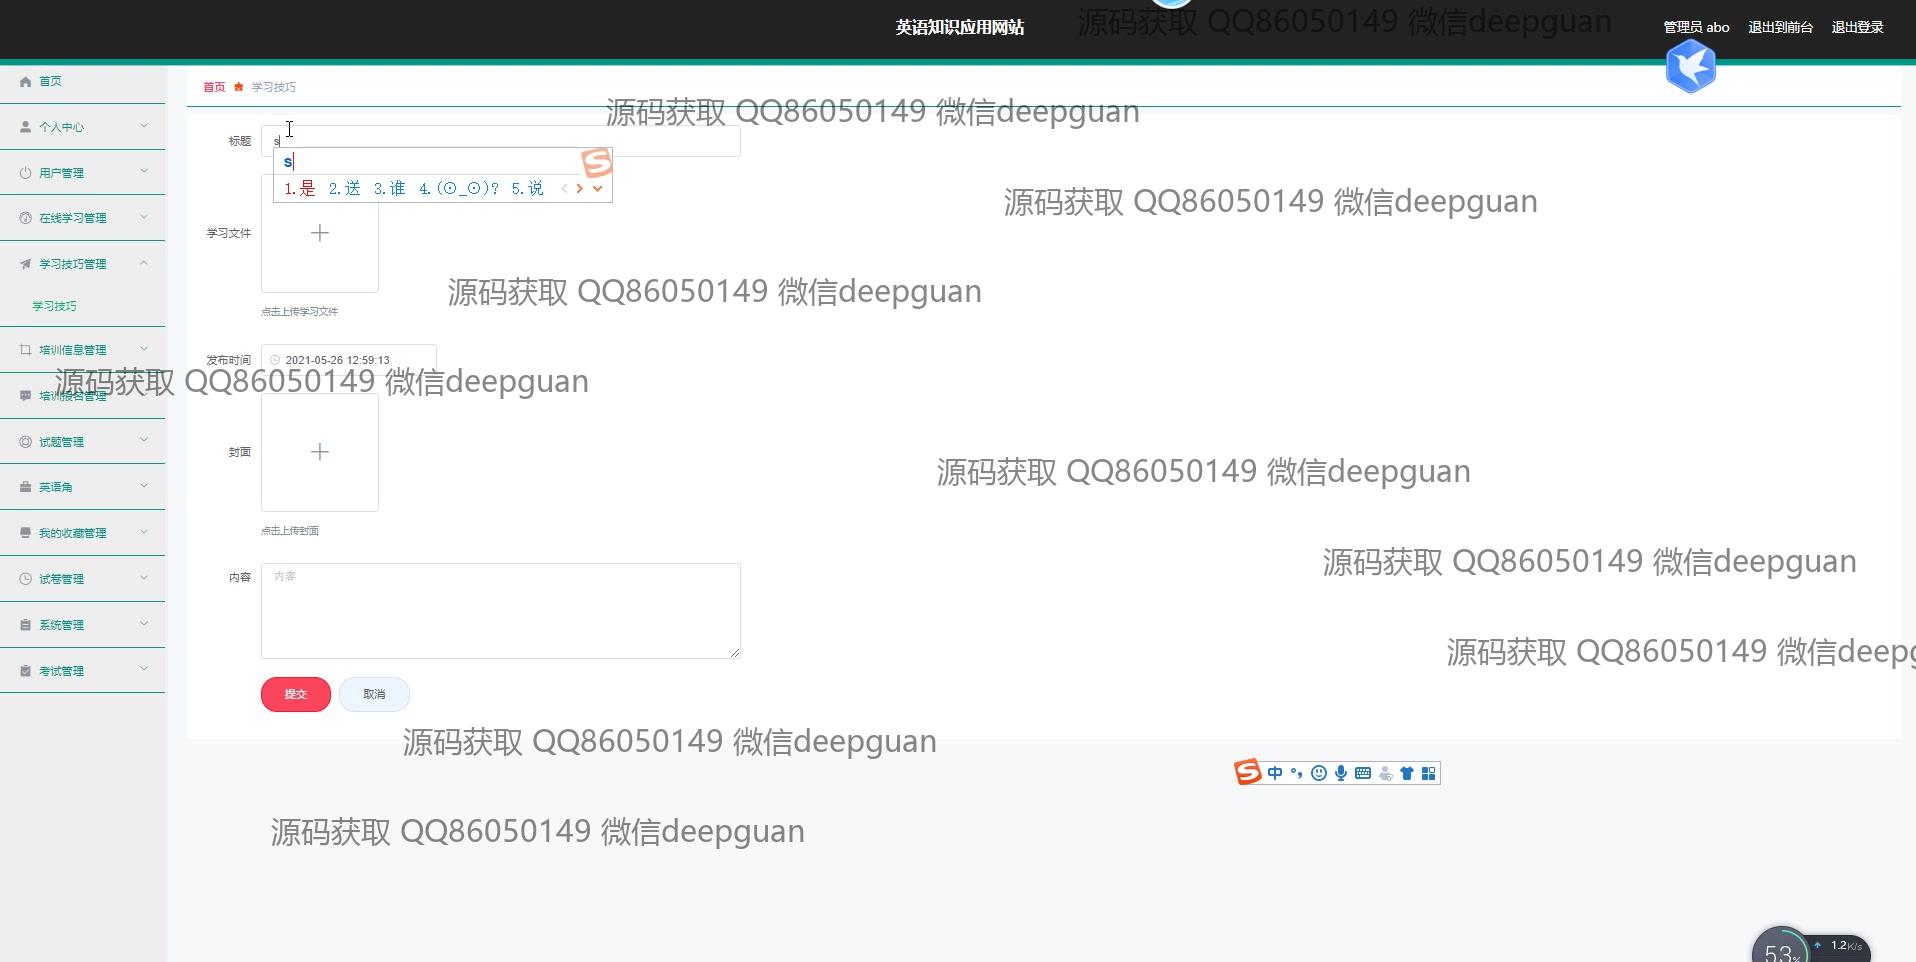 英语知识应用网站
源码获取 QQ86050149 微信deepguan
管理员 abo 退出到前台 退出登录
首页
首页 学习技巧
个人中心
源码获取 QQ86050149 微信deepguan
标题 s
s
1.是 2.送 3.谁 4.(⊙_⊙)? 5.说
用户管理
源码获取 QQ86050149 微信deepguan
在线学习管理
学习文件
学习技巧管理
源码获取 QQ86050149 微信deepguan
学习技巧
点击上传学习文件
培训信息管理
发布时间 2021-05-26 12:59:13
源码获取 QQ86050149 微信deepguan
培训报名管理
试题管理
封面
源码获取 QQ86050149 微信deepguan
英语角
我的收藏管理
点击上传封面
源码获取 QQ86050149 微信deepguan
试卷管理
内容 内容
系统管理
源码获取 QQ86050149 微信deepg
考试管理
提交 取消
源码获取 QQ86050149 微信deepguan
中
源码获取 QQ86050149 微信deepguan
53% 1.2K/s